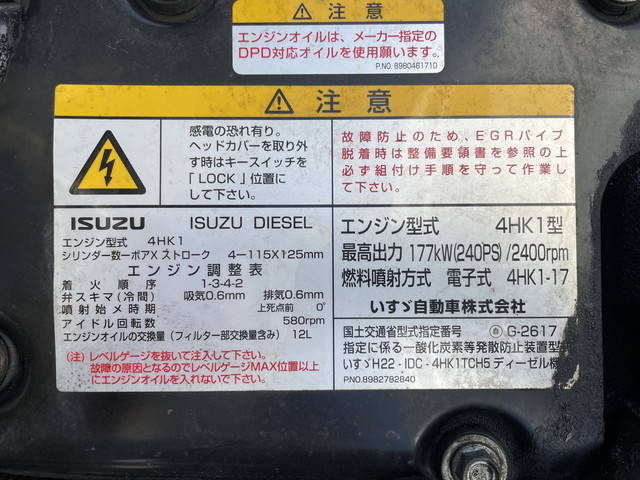 ⚠ 注意
エンジンオイルは、メーカー指定の
DPD対応オイルを使用願います。
P.NO. 8980461710
⚠ 注意
感電の恐れ有り。
ヘッドカバーを取り外
す時はキースイッチを
「LOCK」位置に
して下さい。
故障防止のため、EGRパイプ
脱着時は整備要領書を参照の上
必ず組付け手順を守って作業し
て下さい。
ISUZU ISUZU DIESEL
エンジン型式 4HK1
シリンダー数ーボアXストローク 4ー115X125mm
エンジン調整表
着火順序 1-3-4-2
弁スキマ(冷間) 吸気0.6mm 排気0.6mm
噴射始メ時期 上死点前 0°
アイドル回転数 580rpm
エンジンオイルの交換量(フィルター部交換量含み) 12L
(注)レベルゲージを抜いて注入して下さい。
故障の原因となるのでレベルゲージMAX位置以上
にエンジンオイルを入れないで下さい。
エンジン型式 4HK1型
最高出力 177kW(240PS)/2400rpm
燃料噴射方式 電子式 4HK1-17
いすゞ自動車株式会社
国土交通省型式指定番号 G-2617
指定に係る一酸化炭素等発散防止装置型式
いすゞH22-IDC-4HK1TCH5ディーゼル機
P.NO.8982782840